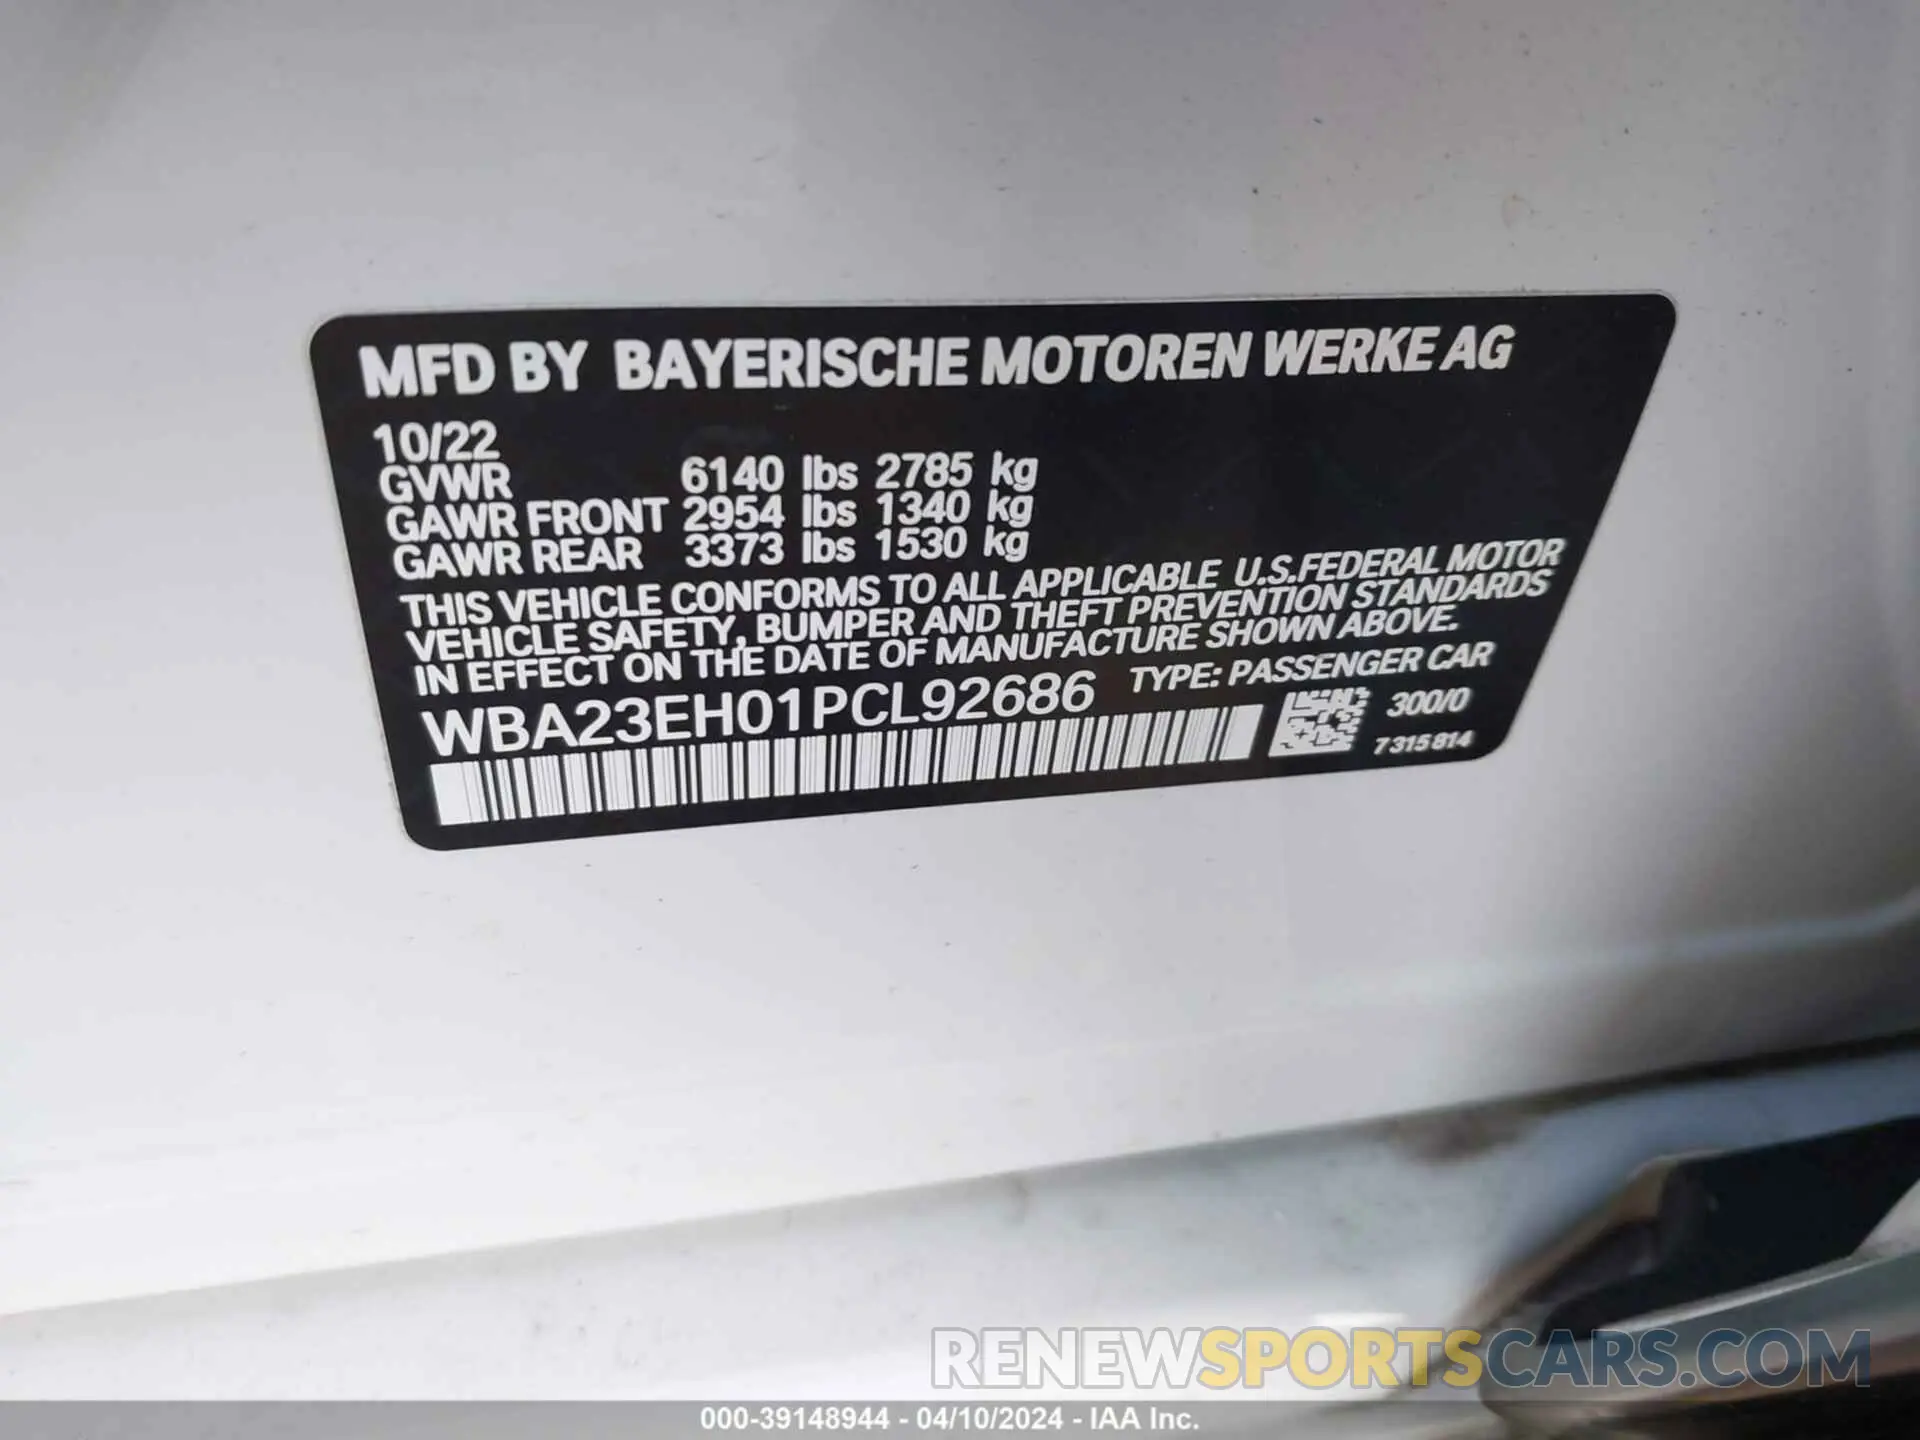 MFD BY BAYERISCHE MOTOREN WERKE AG
10/22
GVWR 6140 lbs 2785 kg
GAWR FRONT 2954 lbs 1340 kg
GAWR REAR 3373 lbs 1530 kg
THIS VEHICLE CONFORMS TO ALL APPLICABLE U.S.FEDERAL MOTOR
VEHICLE SAFETY, BUMPER AND THEFT PREVENTION STANDARDS
IN EFFECT ON THE DATE OF MANUFACTURE SHOWN ABOVE.
WBA23EH01PCL92686 TYPE: PASSENGER CAR
300/0
7315814
RENEWSPORTSCARS.COM
000-39148944 - 04/10/2024 - IAA Inc.